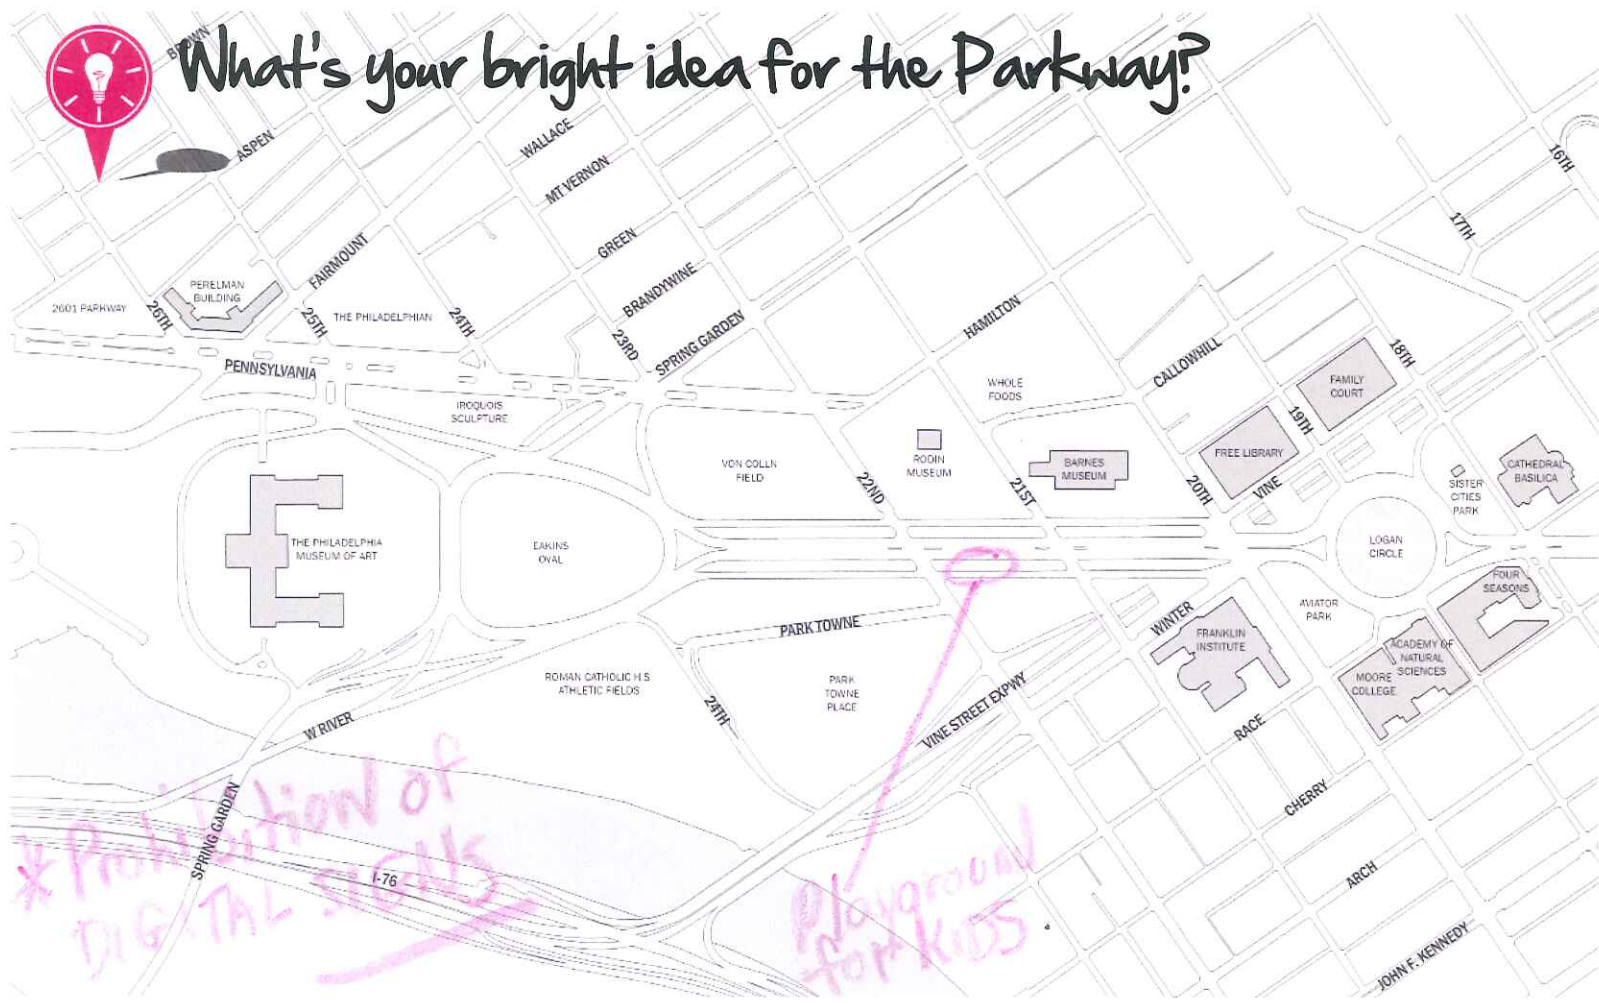 What's your bright idea for the Parkway?
BROWN
ASPEN
WALLACE
MT VERNON
GREEN
BRANDYWINE
SPRING GARDEN
FAIRMOUNT
16TH
17TH
PERELMAN
BUILDING
2601 PARKWAY
26TH
25TH
THE PHILADELPHIAN
24TH
23RD
HAMILTON
CALLOWHILL
18TH
PENNSYLVANIA
IROQUOIS
SCULPTURE
WHOLE
FOODS
FAMILY
COURT
19TH
VON COLLN
FIELD
22ND
RODIN
MUSEUM
21ST
BARNES
MUSEUM
20TH
FREE LIBRARY
VINE
SISTER
CITIES
PARK
CATHEDRAL
BASILICA
THE PHILADELPHIA
MUSEUM OF ART
EAKINS
OVAL
LOGAN
CIRCLE
FOUR
SEASONS
PARK TOWNE
WINTER
AVIATOR
PARK
FRANKLIN
INSTITUTE
ACADEMY OF
NATURAL
SCIENCES
MOORE
COLLEGE
ROMAN CATHOLIC H.S
ATHLETIC FIELDS
PARK
TOWNE
PLACE
24TH
VINE STREET EXPWY
W RIVER
RACE
CHERRY
SPRING GARDEN
I-76
ARCH
JOHN F. KENNEDY
* Prohibition of
DIGITAL SIGNS
Playground
for KIDS